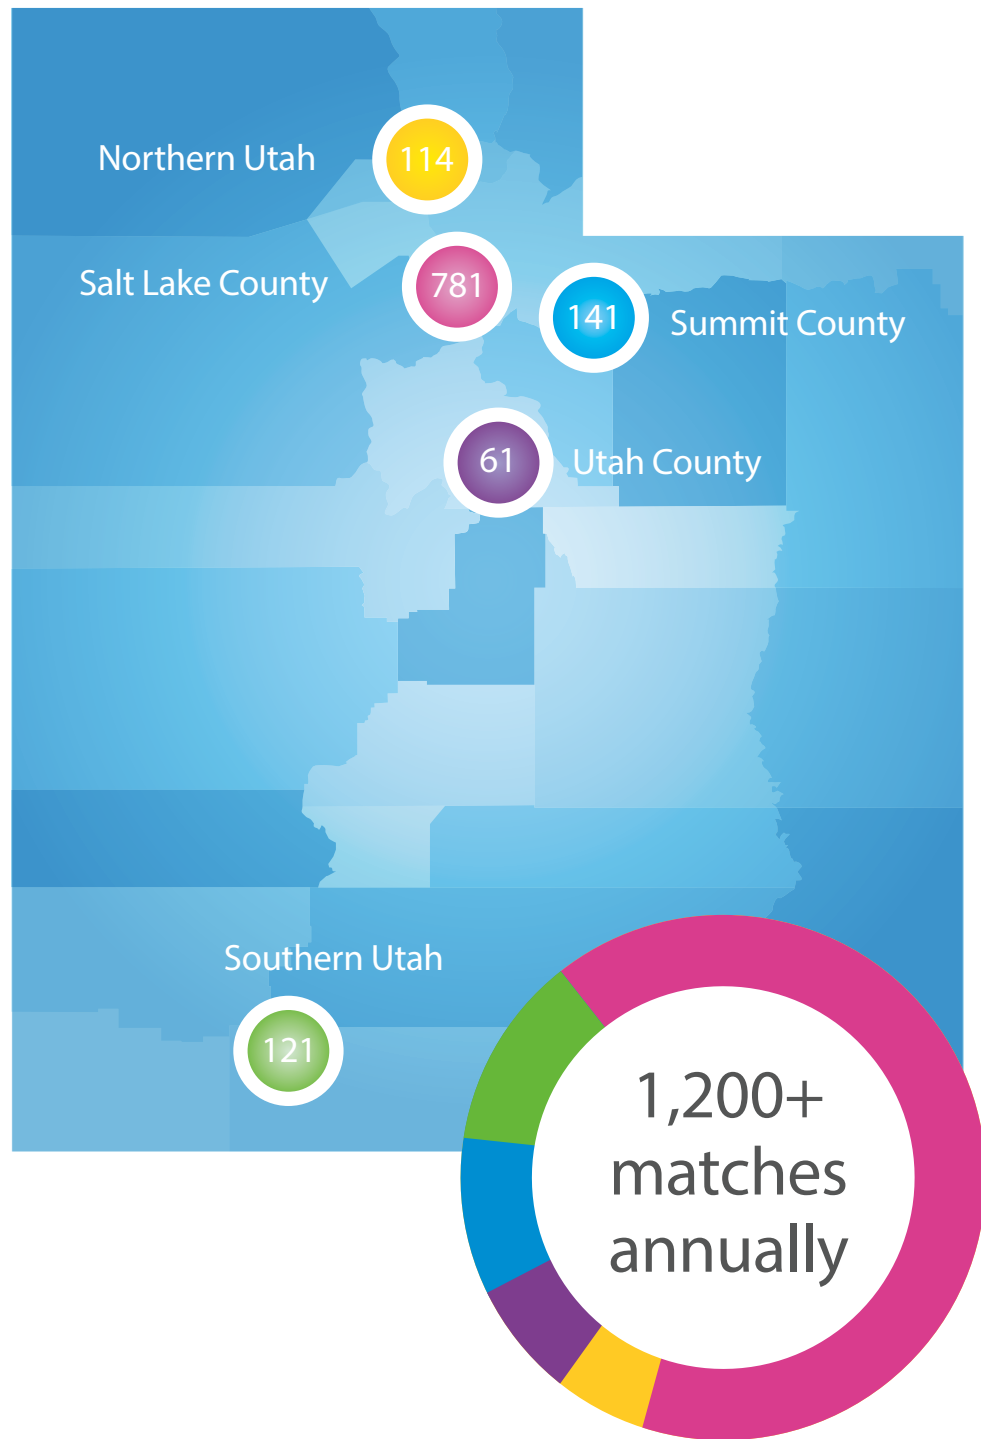 Northern Utah
114
Salt Lake County
781
141
Summit County
61
Utah County
Southern Utah
121
1,200+
matches
annually